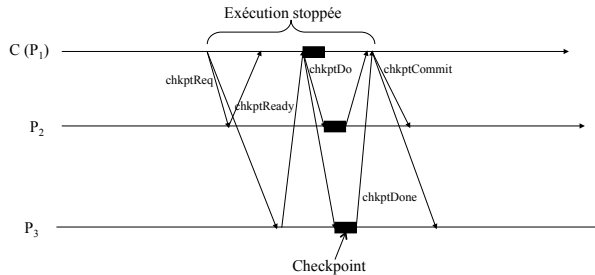 Exécution stoppée
C (P1)
chkptReq
chkptDo
chkptCommit
chkptReady
P2
chkptDone
P3
Checkpoint